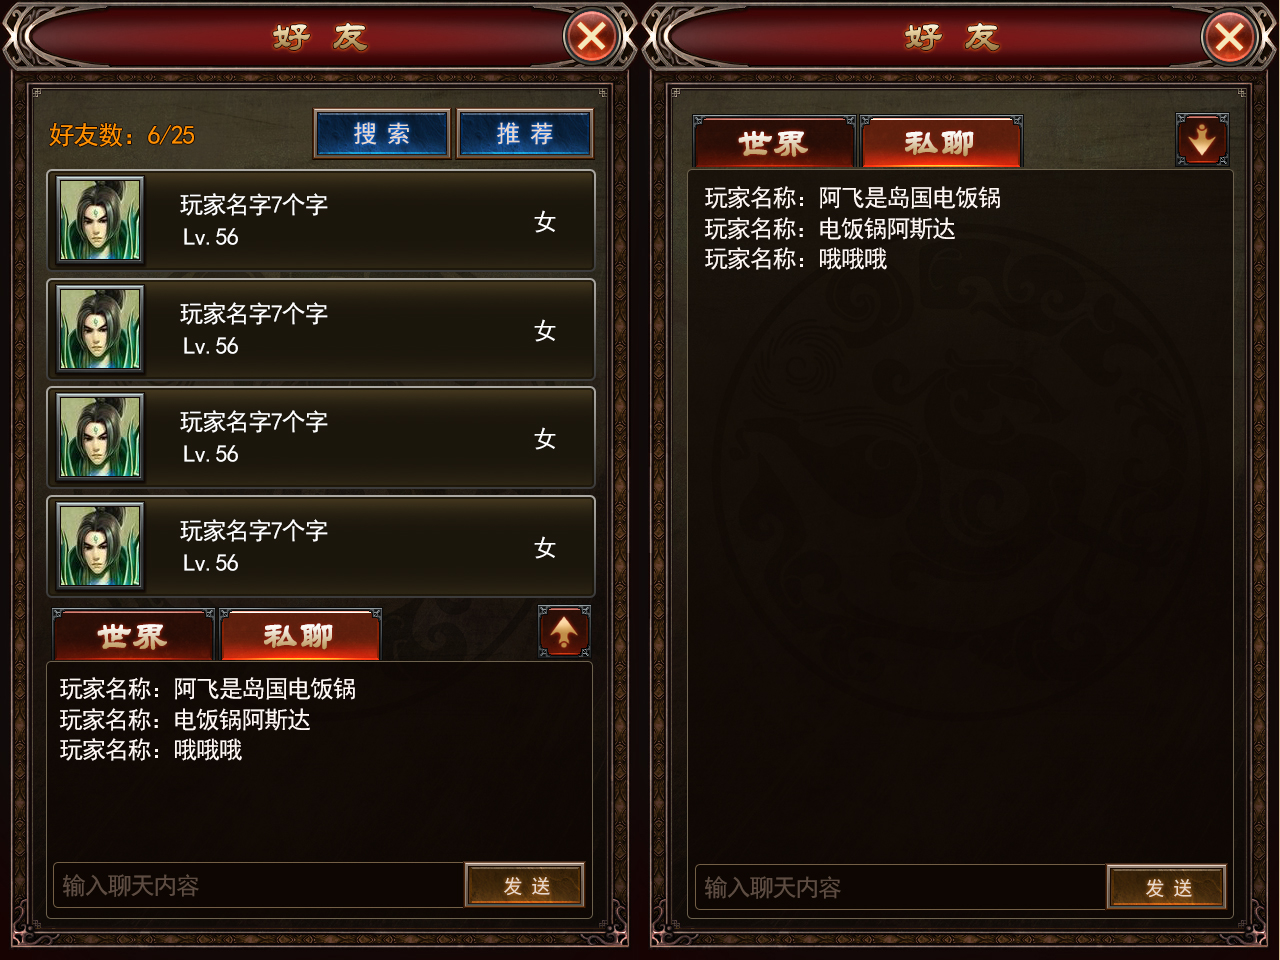 好友
好友数：6/25
搜索
推荐
玩家名字7个字
Lv.56
女
玩家名字7个字
Lv.56
女
玩家名字7个字
Lv.56
女
玩家名字7个字
Lv.56
女
世界
私聊
玩家名称：阿飞是岛国电饭锅
玩家名称：电饭锅阿斯达
玩家名称：哦哦哦
输入聊天内容
发送
好友
世界
私聊
玩家名称：阿飞是岛国电饭锅
玩家名称：电饭锅阿斯达
玩家名称：哦哦哦
输入聊天内容
发送